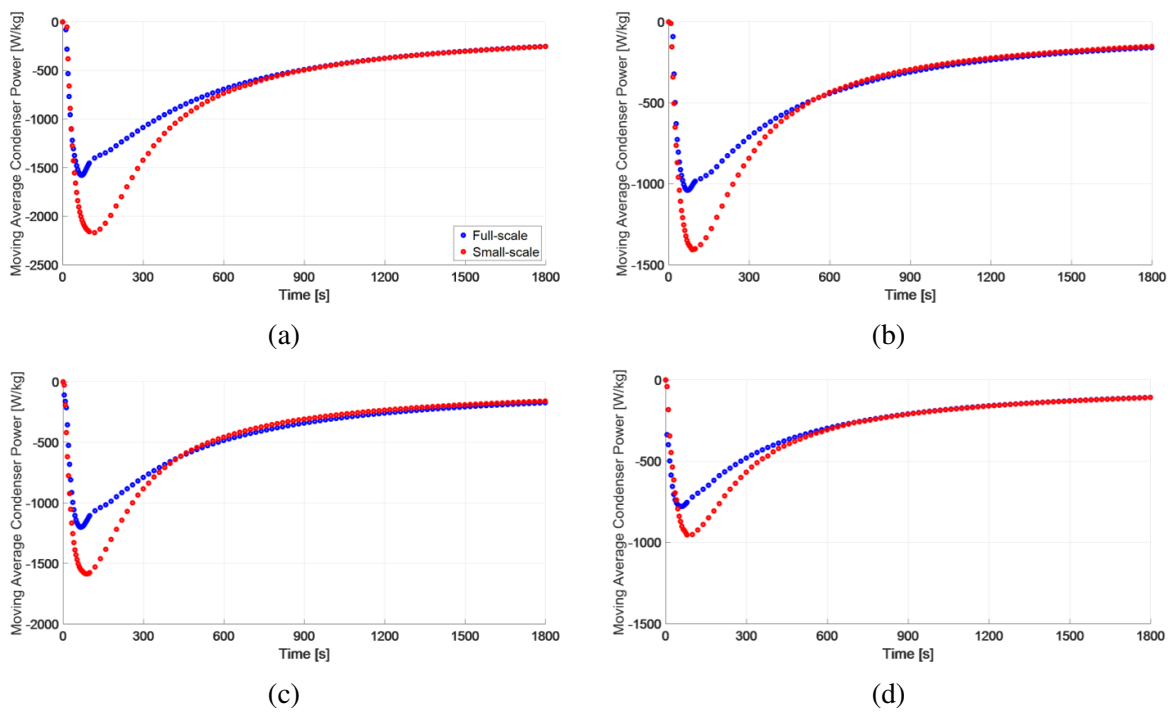 0
-500
-1000
-1500
-2000
-2500
Moving Average Condenser Power [W/kg]
0 300 600 900 1200 1500 1800
Time [s]
Full-scale
Small-scale
(a)
0
-500
-1000
-1500
Moving Average Condenser Power [W/kg]
0 300 600 900 1200 1500 1800
Time [s]
(b)
0
-500
-1000
-1500
-2000
Moving Average Condenser Power [W/kg]
0 300 600 900 1200 1500 1800
Time [s]
(c)
0
-500
-1000
-1500
Moving Average Condenser Power [W/kg]
0 300 600 900 1200 1500 1800
Time [s]
(d)